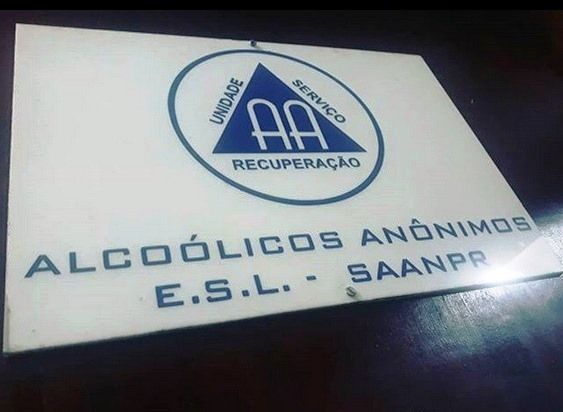 UNIDADE
SERVIÇO
AA
RECUPERAÇÃO
ALCOÓLICOS ANÔNIMOS
E.S.L. - SAANPR